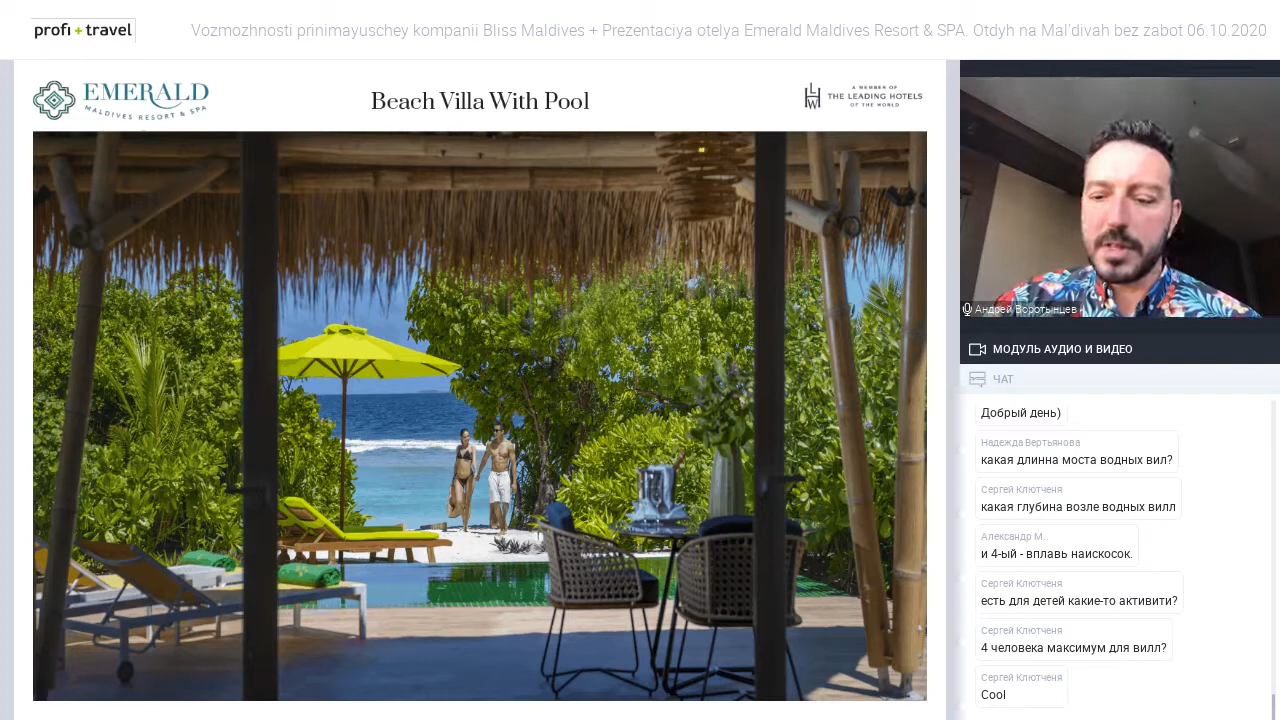 profi + travel
Vozmozhnosti prinimayuschey kompanii Bliss Maldives + Prezentaciya otelya Emerald Maldives Resort & SPA. Otdyh na Mal'divah bez zabot 06.10.2020
EMERALD
MALDIVES RESORT & SPA
Beach Villa With Pool
LHW
A MEMBER OF
THE LEADING HOTELS
OF THE WORLD
Андрей Воротынцев
МОДУЛЬ АУДИО И ВИДЕО
ЧАТ
Добрый день)
Надежда Вертьянова
какая длинна моста водных вил?
Сергей Клютченя
какая глубина возле водных вилл
Александр М..
и 4-ый - вплавь наискосок.
Сергей Клютченя
есть для детей какие-то активити?
Сергей Клютченя
4 человека максимум для вилл?
Сергей Клютченя
Cool